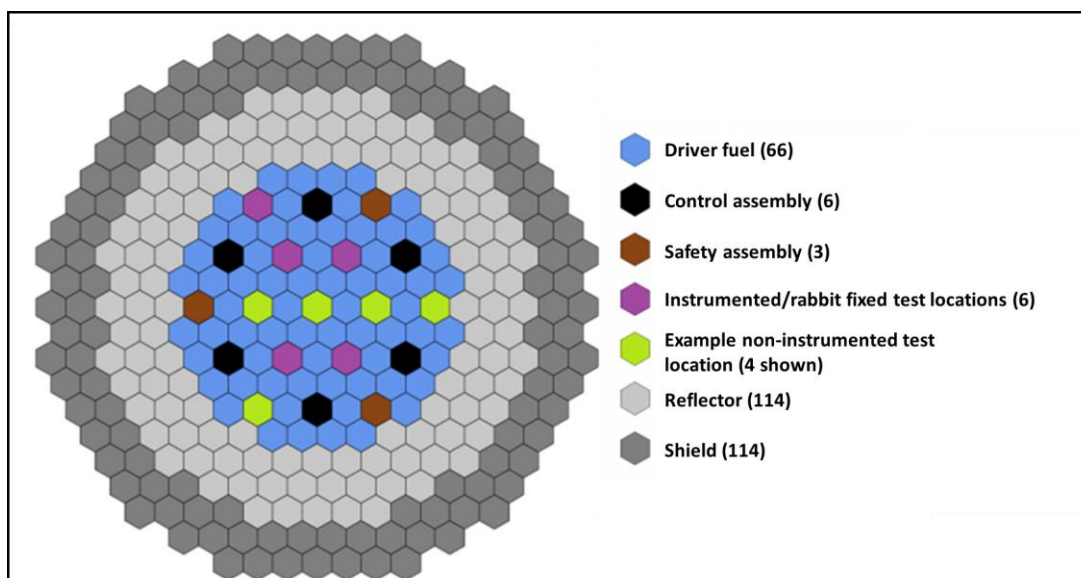 Driver fuel (66)
Control assembly (6)
Safety assembly (3)
Instrumented/rabbit fixed test locations (6)
Example non-instrumented test
location (4 shown)
Reflector (114)
Shield (114)